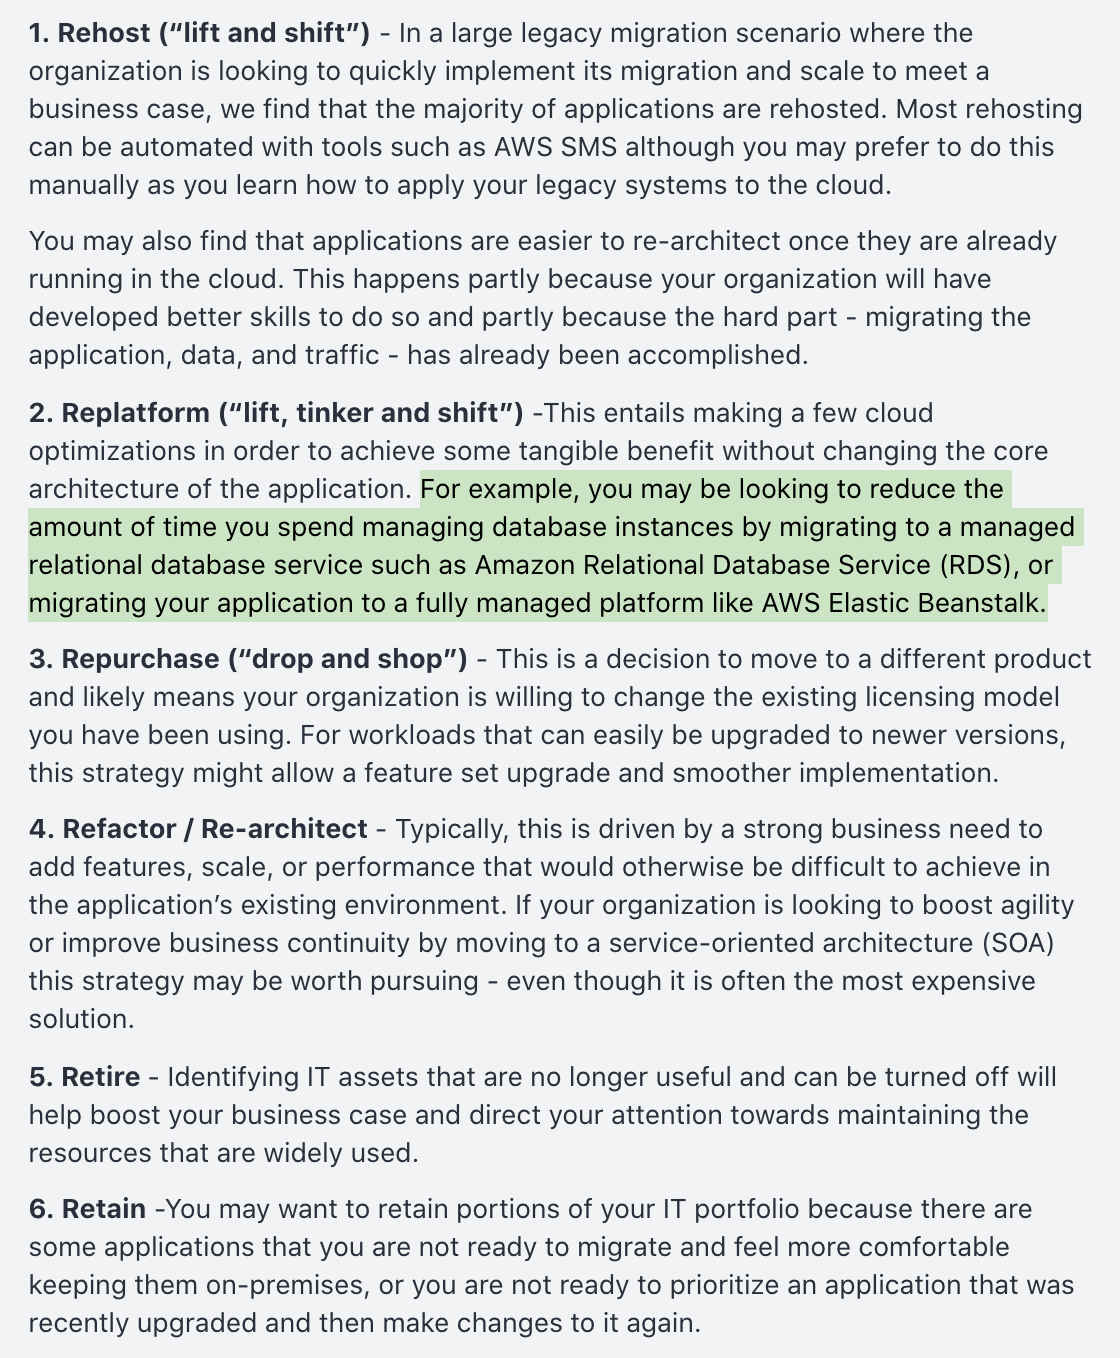 1. Rehost (“lift and shift”) - In a large legacy migration scenario where the
organization is looking to quickly implement its migration and scale to meet a
business case, we find that the majority of applications are rehosted. Most rehosting
can be automated with tools such as AWS SMS although you may prefer to do this
manually as you learn how to apply your legacy systems to the cloud.
You may also find that applications are easier to re-architect once they are already
running in the cloud. This happens partly because your organization will have
developed better skills to do so and partly because the hard part - migrating the
application, data, and traffic - has already been accomplished.
2. Replatform (“lift, tinker and shift”) -This entails making a few cloud
optimizations in order to achieve some tangible benefit without changing the core
architecture of the application. For example, you may be looking to reduce the
amount of time you spend managing database instances by migrating to a managed
relational database service such as Amazon Relational Database Service (RDS), or
migrating your application to a fully managed platform like AWS Elastic Beanstalk.
3. Repurchase (“drop and shop”) - This is a decision to move to a different product
and likely means your organization is willing to change the existing licensing model
you have been using. For workloads that can easily be upgraded to newer versions,
this strategy might allow a feature set upgrade and smoother implementation.
4. Refactor / Re-architect - Typically, this is driven by a strong business need to
add features, scale, or performance that would otherwise be difficult to achieve in
the application’s existing environment. If your organization is looking to boost agility
or improve business continuity by moving to a service-oriented architecture (SOA)
this strategy may be worth pursuing - even though it is often the most expensive
solution.
5. Retire - Identifying IT assets that are no longer useful and can be turned off will
help boost your business case and direct your attention towards maintaining the
resources that are widely used.
6. Retain -You may want to retain portions of your IT portfolio because there are
some applications that you are not ready to migrate and feel more comfortable
keeping them on-premises, or you are not ready to prioritize an application that was
recently upgraded and then make changes to it again.